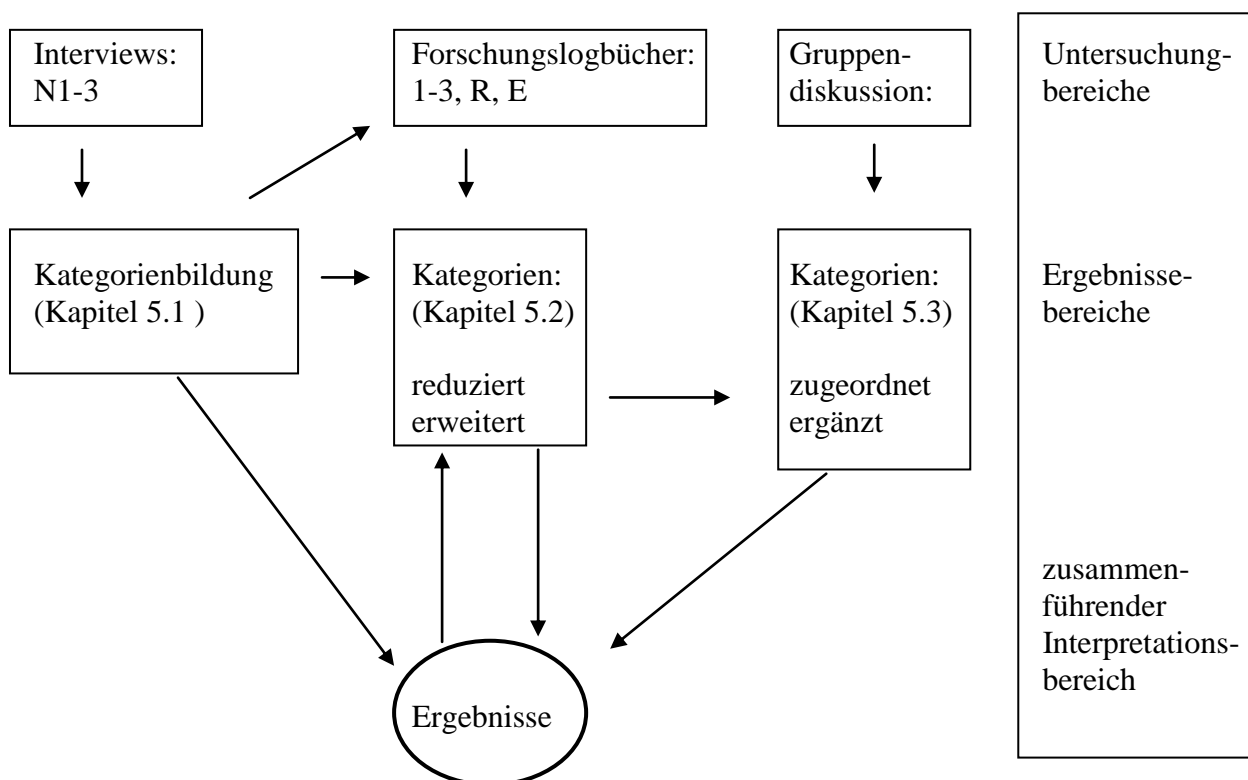 Interviews:
N1-3
Forschungslogbücher:
1-3, R, E
Gruppen-
diskussion:
Untersuchung-
bereiche
Kategorienbildung
(Kapitel 5.1 )
Kategorien:
(Kapitel 5.2)
reduziert
erweitert
Kategorien:
(Kapitel 5.3)
zugeordnet
ergänzt
Ergebnisse-
bereiche
Ergebnisse
zusammen-
führender
Interpretations-
bereich